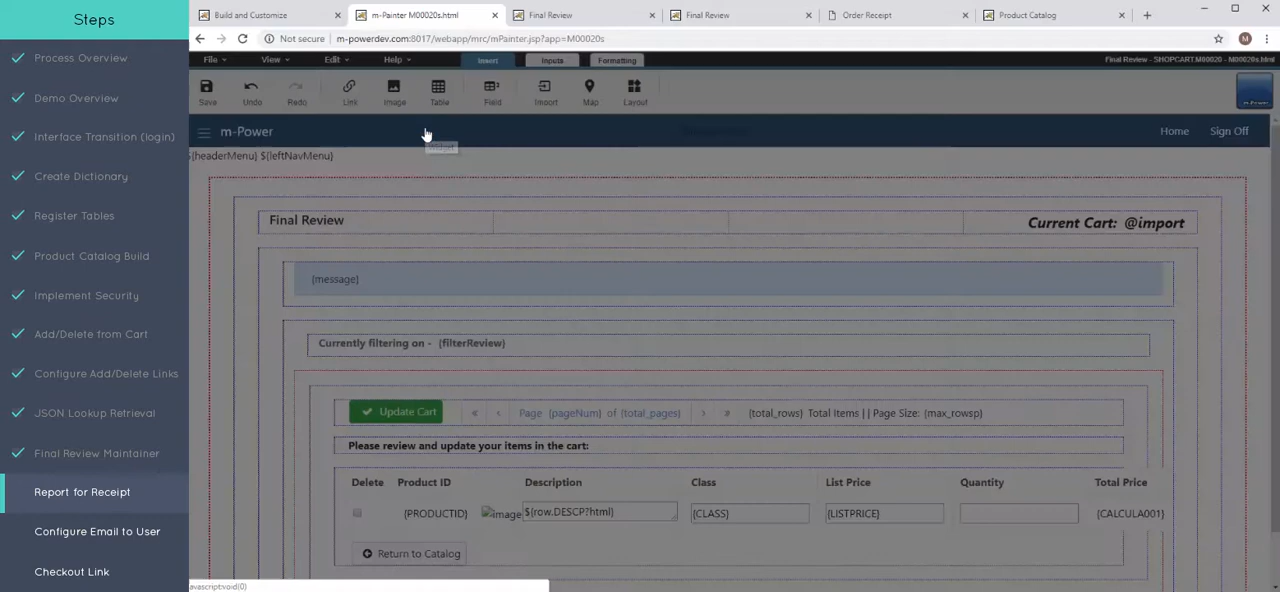 Steps
Process Overview
Demo Overview
Interface Transition (login)
Create Dictionary
Register Tables
Product Catalog Build
Implement Security
Add/Delete from Cart
Configure Add/Delete Links
JSON Lookup Retrieval
Final Review Maintainer
Report for Receipt
Configure Email to User
Checkout Link
Build and Customize
m-Painter M00020s.html
Final Review
Final Review
Order Receipt
Product Catalog
Not secure m-powerdev.com:8017/webapp/mrc/mPainter.jsp?app=M00020s
M
File View Edit Help Insert Inputs Formatting
Final Review - SHOPCART.M00020 - M00020s.html
Save Undo Redo Link Image Table Field Import Map Layout
m-Power
m-Power
Home Sign Off
Widget
${headerMenu} ${leftNavMenu}
Final Review
Current Cart: @import
{message}
Currently filtering on - {filterReview}
Update Cart « ‹ Page {pageNum} of {total_pages} › » {total_rows} Total items | | Page Size: {max_rowsp}
Please review and update your items in the cart:
Delete Product ID Description Class List Price Quantity Total Price
{PRODUCTID} image ${row.DESCP?html} {CLASS} {LISTPRICE} {CALCULA001}
Return to Catalog
avascript:void(0)